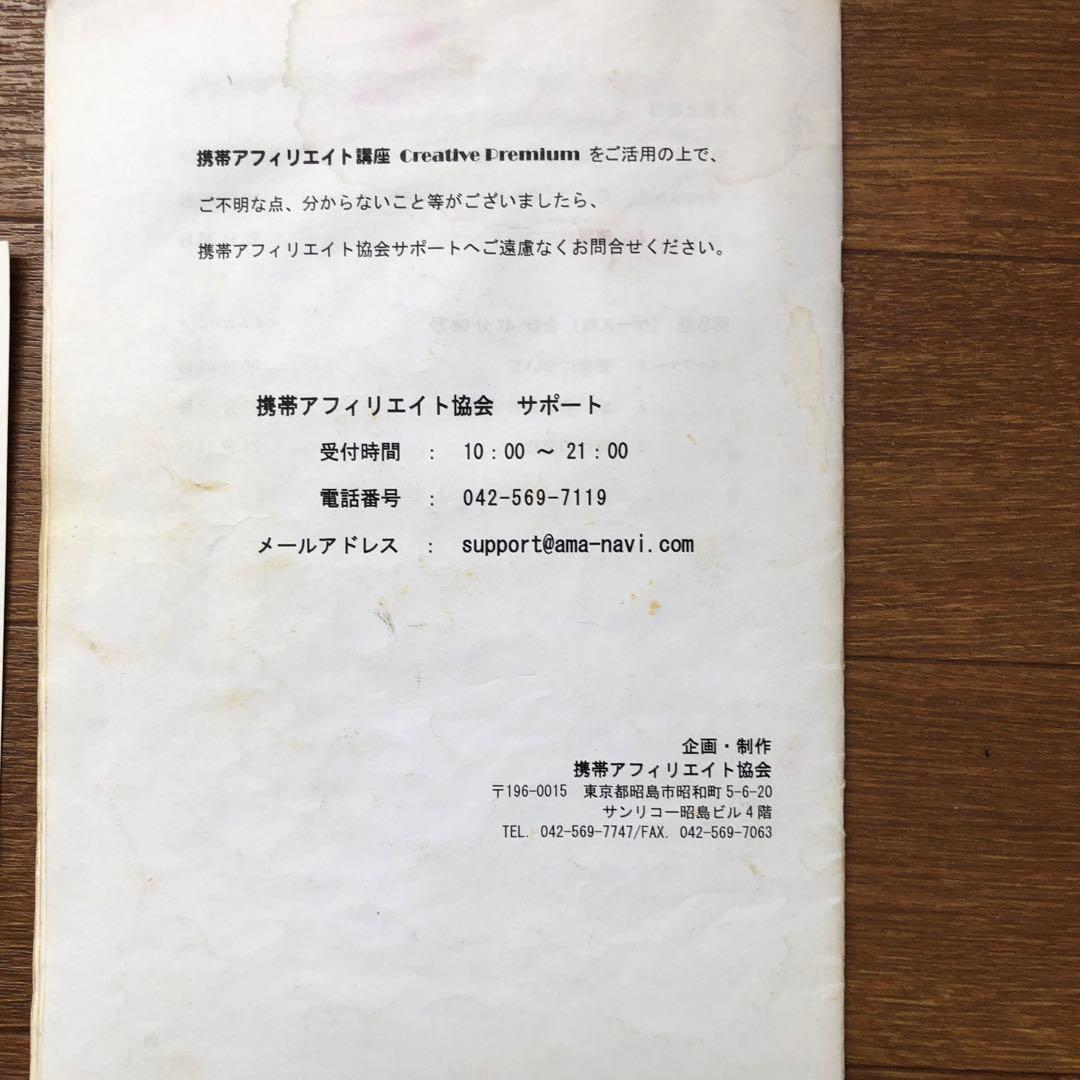 携帯アフィリエイト講座 Creative Premium をご活用の上で、
ご不明な点、分からないこと等がございましたら、
携帯アフィリエイト協会サポートへご遠慮なくお問合せください。
携帯アフィリエイト協会　サポート
受付時間　：　10：00 ～ 21：00
電話番号　：　042-569-7119
メールアドレス　：　support@ama-navi.com
企画・制作
携帯アフィリエイト協会
〒196-0015　東京都昭島市昭和町 5-6-20
サンリコー昭島ビル 4 階
TEL. 042-569-7747/FAX. 042-569-7063